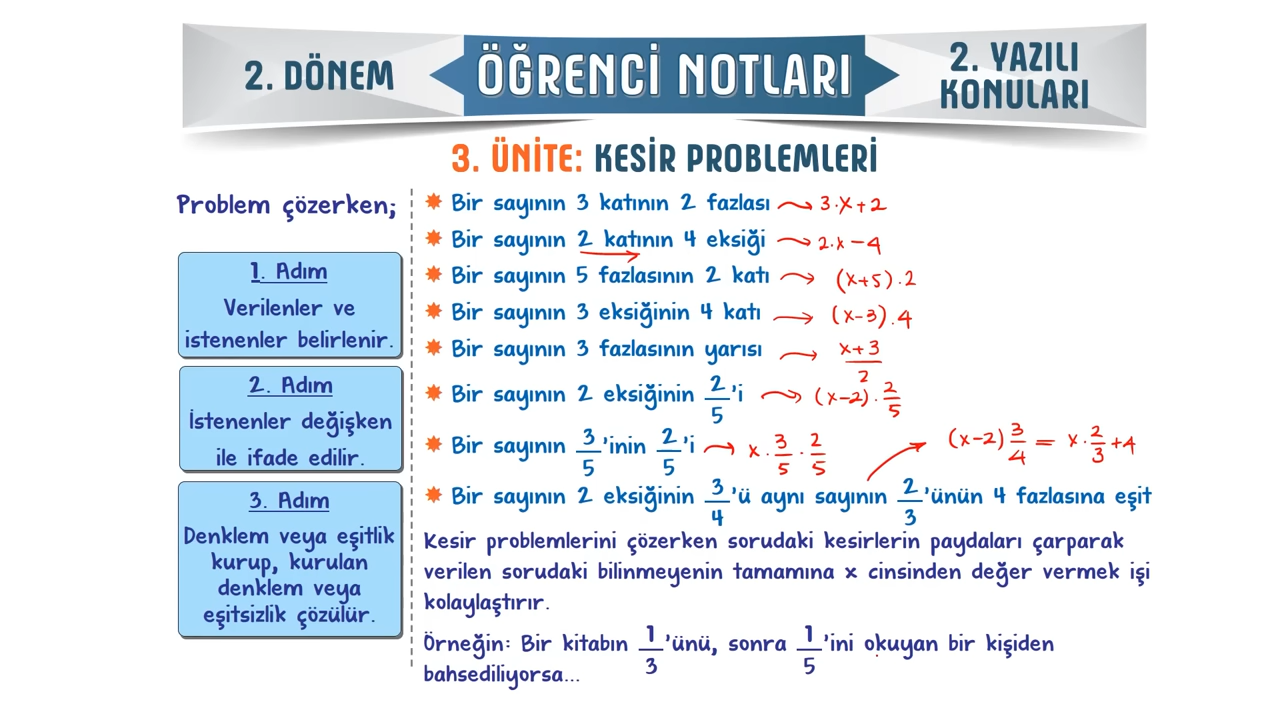 2. DÖNEM
ÖĞRENCİ NOTLARI
2. YAZILI
KONULARI
3. ÜNİTE: KESİR PROBLEMLERİ
Problem çözerken;
1. Adım
Verilenler ve
istenenler belirlenir.
2. Adım
İstenenler değişken
ile ifade edilir.
3. Adım
Denklem veya eşitlik
kurup, kurulan
denklem veya
eşitsizlik çözülür.
Bir sayının 3 katının 2 fazlası → 3·x+2
Bir sayının 2 katının 4 eksiği → 2·x−4
Bir sayının 5 fazlasının 2 katı → (x+5)·2
Bir sayının 3 eksiğinin 4 katı → (x−3)·4
Bir sayının 3 fazlasının yarısı → x+3/2
Bir sayının 2 eksiğinin 2/5'i → (x−2)·2/5
Bir sayının 3/5'inin 2/5'i → x·3/5·2/5
(x−2)3/4 = x·2/3+4
Bir sayının 2 eksiğinin 3/4'ü aynı sayının 2/3'ünün 4 fazlasına eşit
Kesir problemlerini çözerken sorudaki kesirlerin paydaları çarparak
verilen sorudaki bilinmeyenin tamamına x cinsinden değer vermek işi
kolaylaştırır.
Örneğin: Bir kitabın 1/3'ünü, sonra 1/5'ini okuyan bir kişiden
bahsediliyorsa...